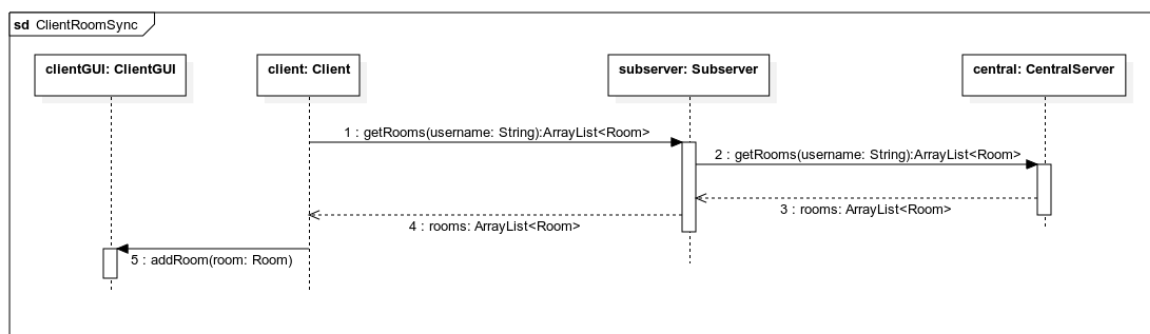 sd ClientRoomSync
clientGUI: ClientGUI
client: Client
subserver: Subserver
central: CentralServer
1 : getRooms(username: String):ArrayList<Room>
2 : getRooms(username: String):ArrayList<Room>
3 : rooms: ArrayList<Room>
4 : rooms: ArrayList<Room>
5 : addRoom(room: Room)